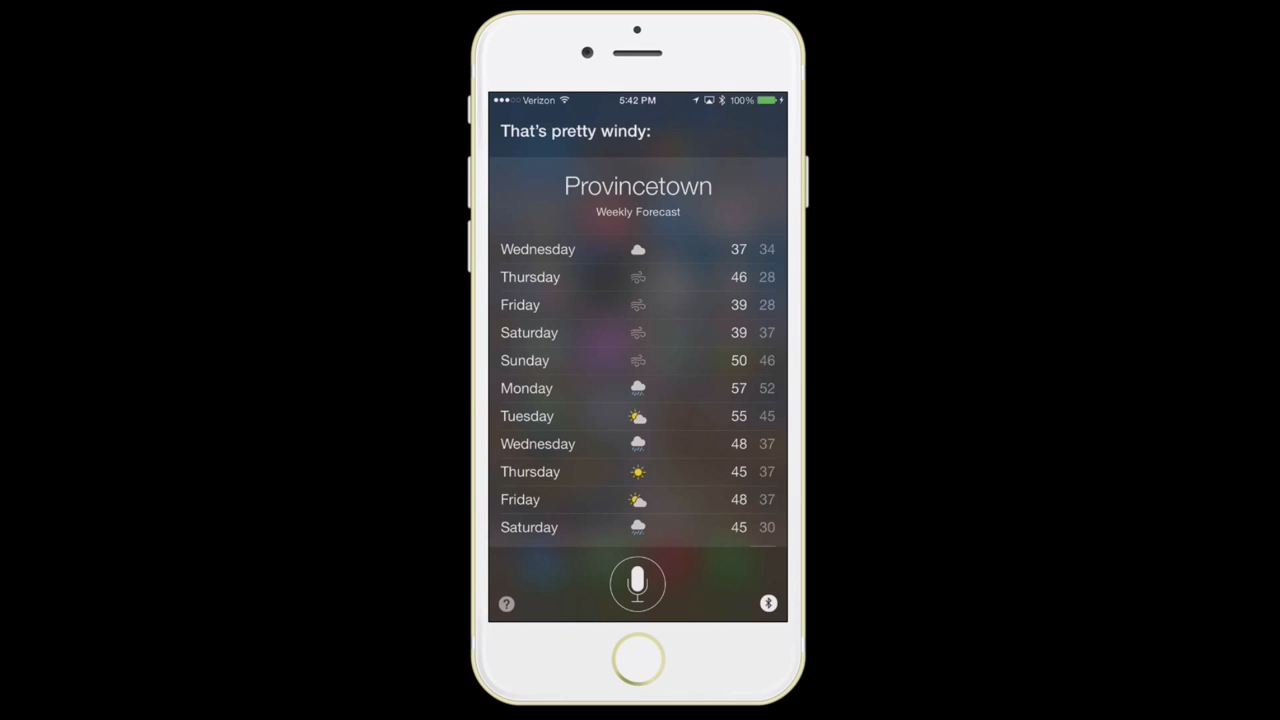 Verizon 5:42 PM 100%
That's pretty windy:
Provincetown
Weekly Forecast
Wednesday 37 34
Thursday 46 28
Friday 39 28
Saturday 39 37
Sunday 50 46
Monday 57 52
Tuesday 55 45
Wednesday 48 37
Thursday 45 37
Friday 48 37
Saturday 45 30
?